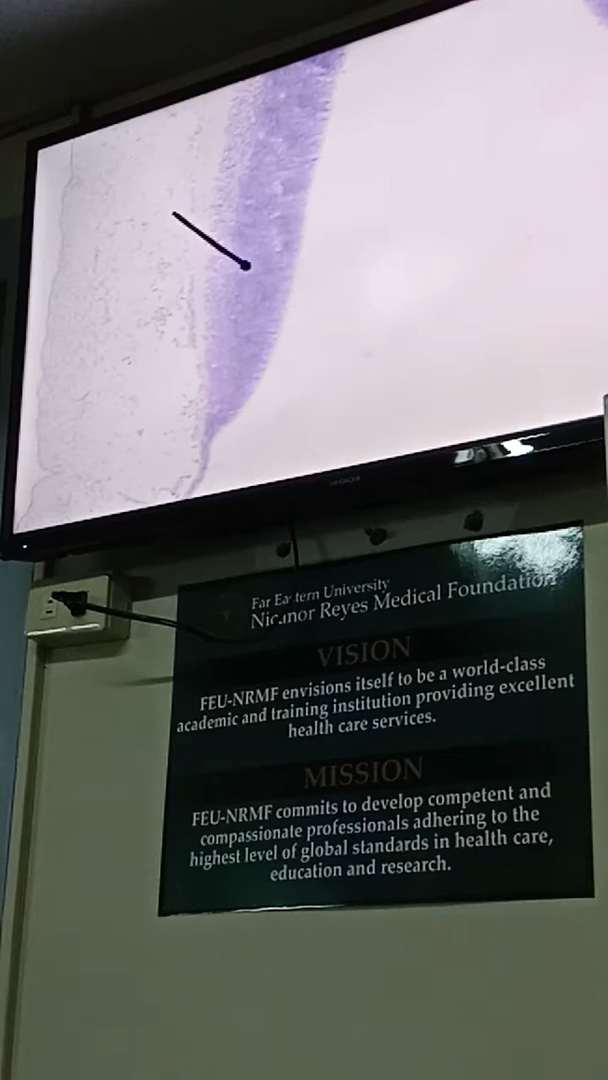 Far Eastern University
Nicanor Reyes Medical Foundation
VISION
FEU-NRMF envisions itself to be a world-class
academic and training institution providing excellent
health care services.
MISSION
FEU-NRMF commits to develop competent and
compassionate professionals adhering to the
highest level of global standards in health care,
education and research.